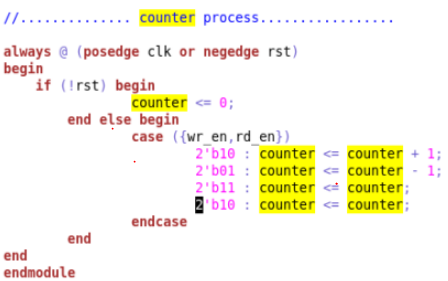 //.............. counter process.................
always @ (posedge clk or negedge rst)
begin
if (!rst) begin
counter <= 0;
end else begin
case ({wr_en,rd_en})
2'b10 : counter <= counter + 1;
2'b01 : counter <= counter - 1;
2'b11 : counter <= counter;
2'b10 : counter <= counter;
endcase
end
end
endmodule